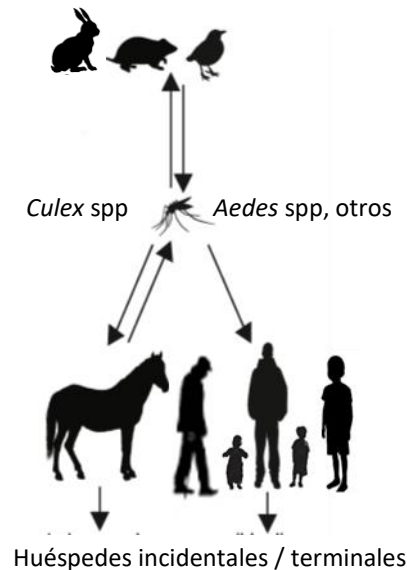 Culex spp Aedes spp, otros
Huéspedes incidentales / terminales